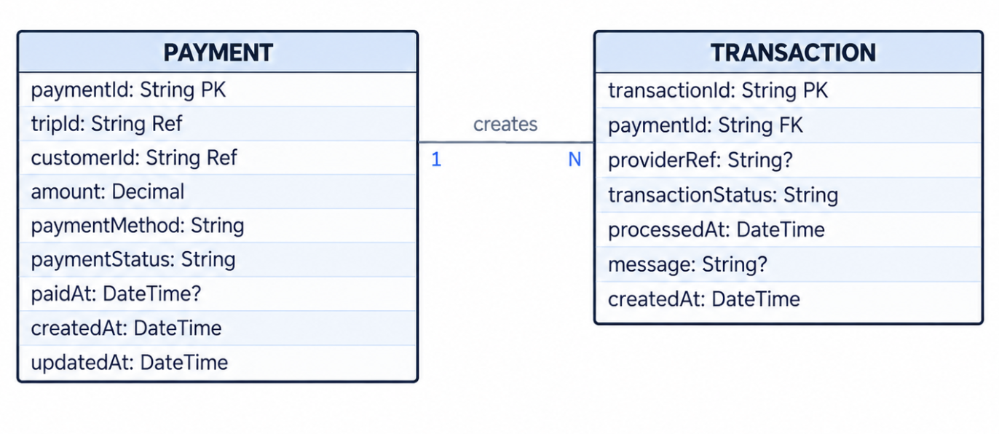 PAYMENT
paymentId: String PK
tripId: String Ref
customerId: String Ref
amount: Decimal
paymentMethod: String
paymentStatus: String
paidAt: DateTime?
createdAt: DateTime
updatedAt: DateTime
creates
1
N
TRANSACTION
transactionId: String PK
paymentId: String FK
providerRef: String?
transactionStatus: String
processedAt: DateTime
message: String?
createdAt: DateTime